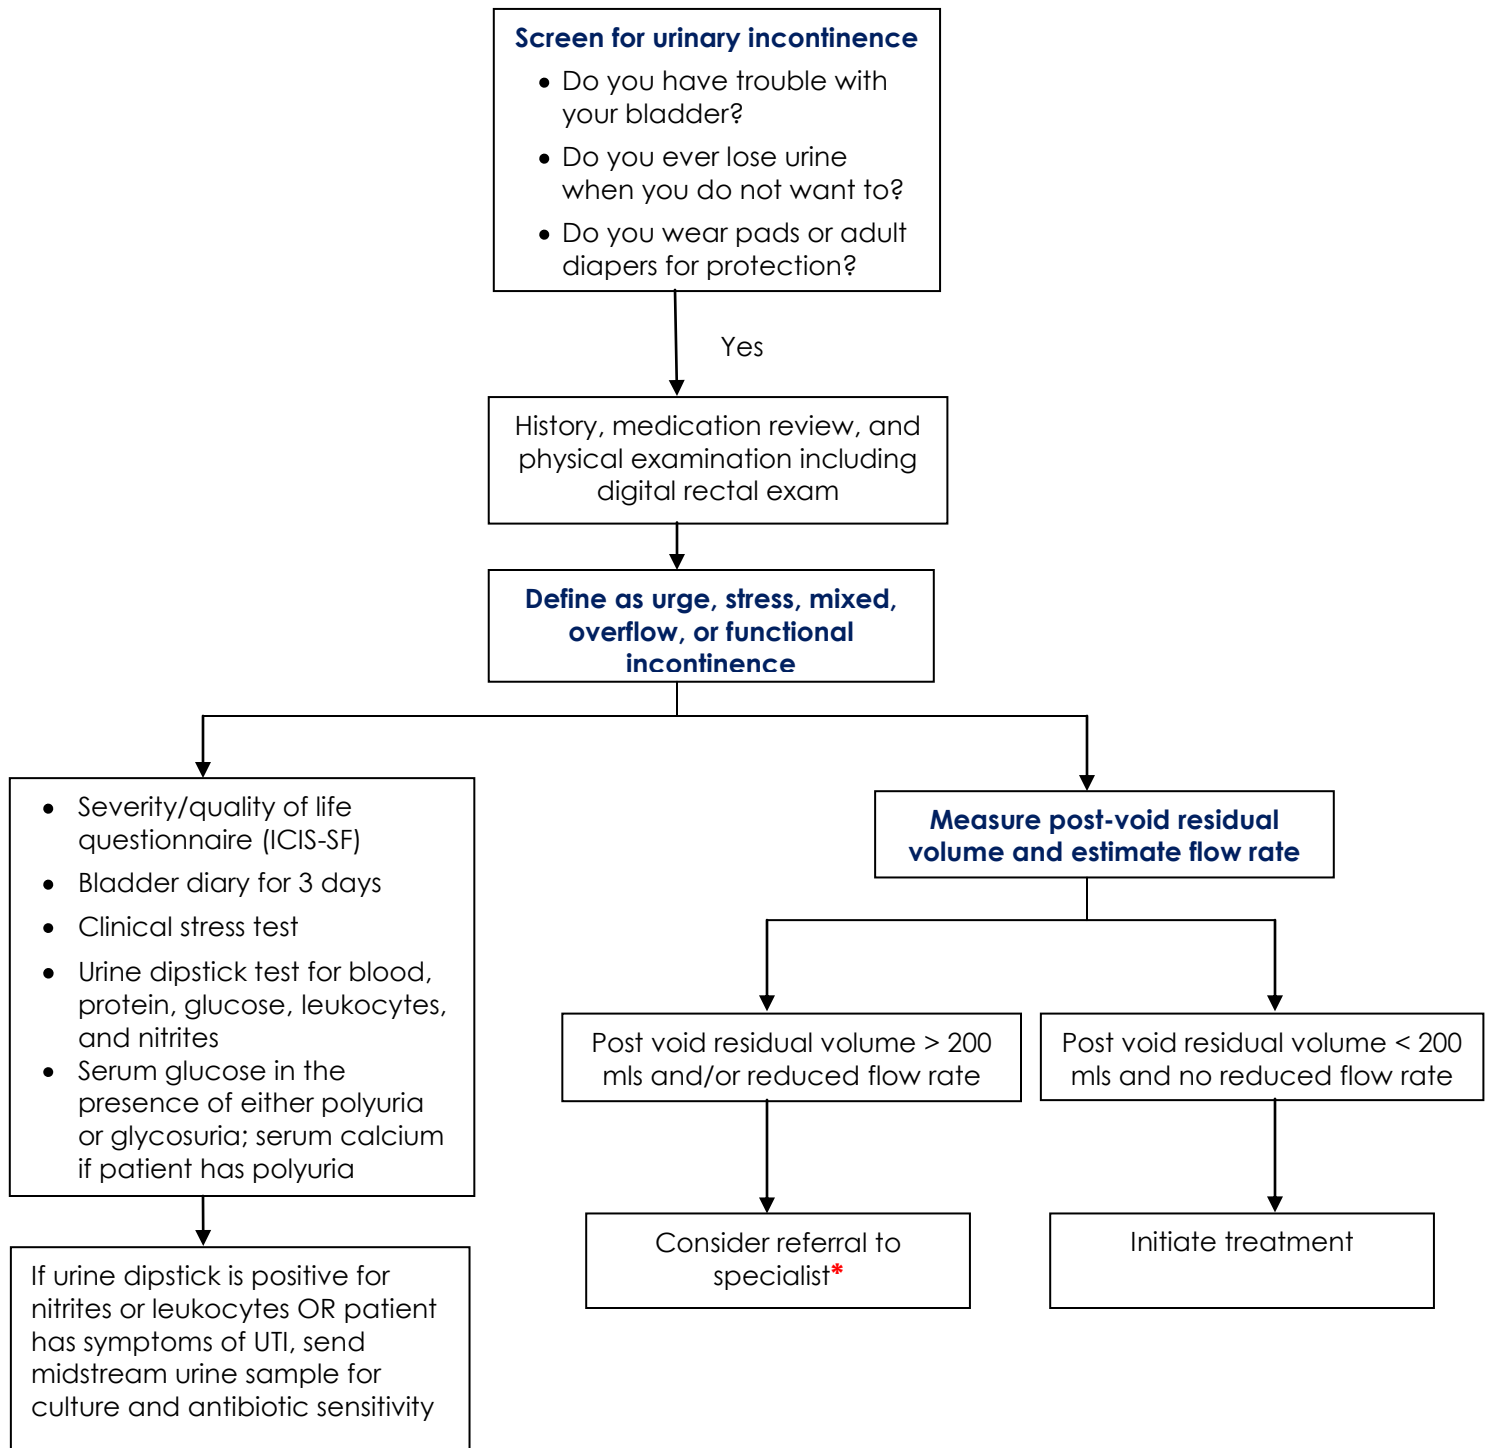 Screen for urinary incontinence
• Do you have trouble with
your bladder?
• Do you ever lose urine
when you do not want to?
• Do you wear pads or adult
diapers for protection?
Yes
History, medication review, and
physical examination including
digital rectal exam
Define as urge, stress, mixed,
overflow, or functional
incontinence
• Severity/quality of life
questionnaire (ICIS-SF)
• Bladder diary for 3 days
• Clinical stress test
• Urine dipstick test for blood,
protein, glucose, leukocytes,
and nitrites
• Serum glucose in the
presence of either polyuria
or glycosuria; serum calcium
if patient has polyuria
If urine dipstick is positive for
nitrites or leukocytes OR patient
has symptoms of UTI, send
midstream urine sample for
culture and antibiotic sensitivity
Measure post-void residual
volume and estimate flow rate
Post void residual volume > 200
mls and/or reduced flow rate
Consider referral to
specialist*
Post void residual volume < 200
mls and no reduced flow rate
Initiate treatment